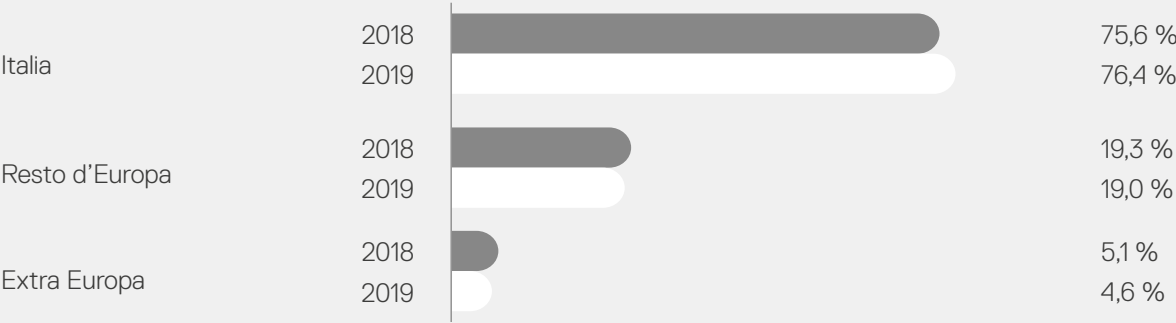 2018 75,6 %
Italia
2019 76,4 %
2018 19,3 %
Resto d’Europa
2019 19,0 %
2018 5,1 %
Extra Europa
2019 4,6 %